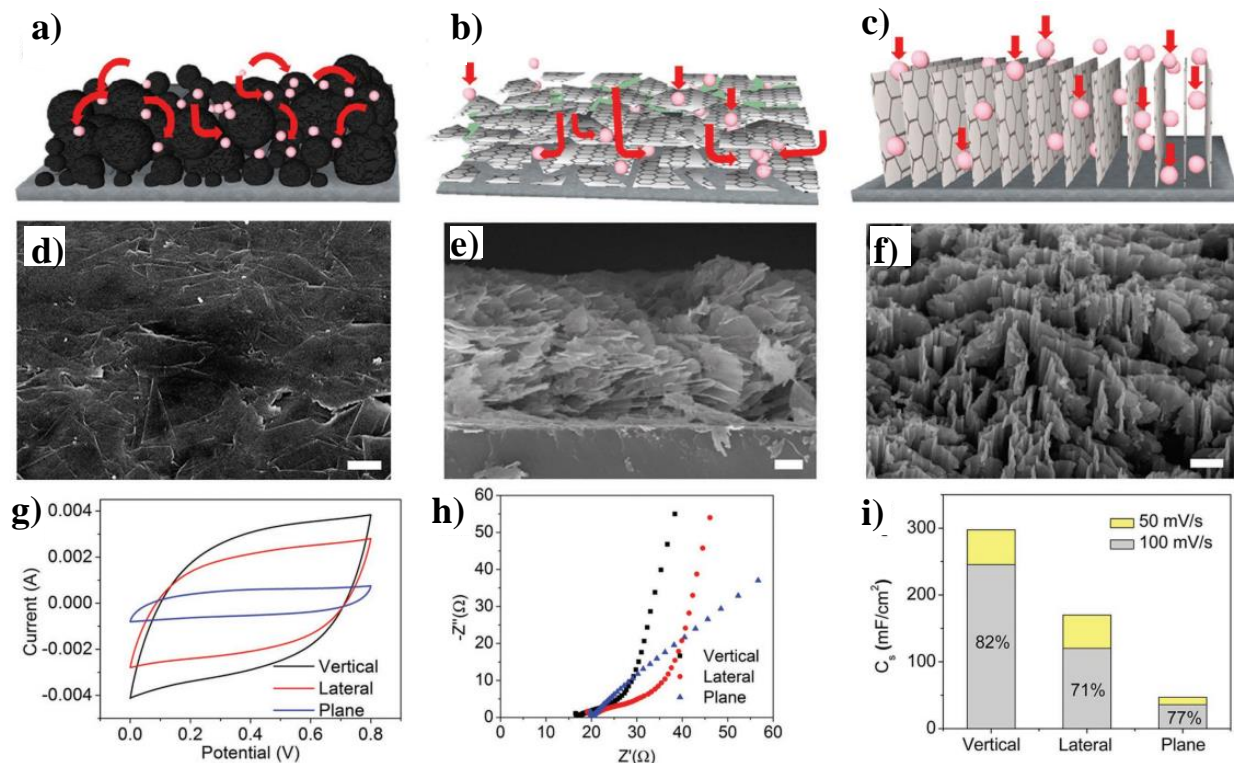 a)
b)
c)
d)
e)
f)
g)
0.004
0.002
0.000
-0.002
-0.004
Current (A)
Vertical
Lateral
Plane
0.0 0.2 0.4 0.6 0.8
Potential (V)
h)
60
50
40
30
20
10
0
-Z''(Ω)
Vertical
Lateral
Plane
0 10 20 30 40 50 60
Z'(Ω)
i)
300
200
100
0
C_s (mF/cm²)
50 mV/s
100 mV/s
82%
71%
77%
Vertical Lateral Plane